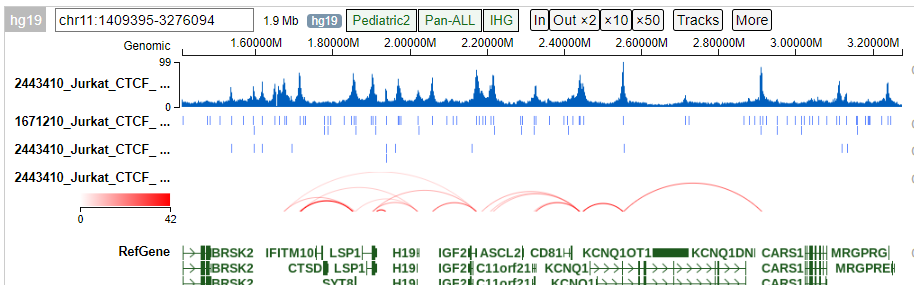 hg19 chr11:1409395-3276094 1.9 Mb hg19 Pediatric2 Pan-ALL IHG In Out ×2 ×10 ×50 Tracks More
Genomic 1.60000M 1.80000M 2.00000M 2.20000M 2.40000M 2.60000M 2.80000M 3.00000M 3.20000M
99
2443410_Jurkat_CTCF_ ...
0
1671210_Jurkat_CTCF_ ...
2443410_Jurkat_CTCF_ ...
2443410_Jurkat_CTCF_ ...
0 42
RefGene BRSK2 IFITM10 LSP1 H19 IGF2 ASCL2 CD81 KCNQ1OT1 KCNQ1DN CARS1 MRGPRG
BRSK2 CTSD LSP1 H19 IGF2 C11orf21 KCNQ1 CARS1 MRGPRE
BRSK2 SYT8 H19 IGF2 C11orf21 KCNQ1 CARS1